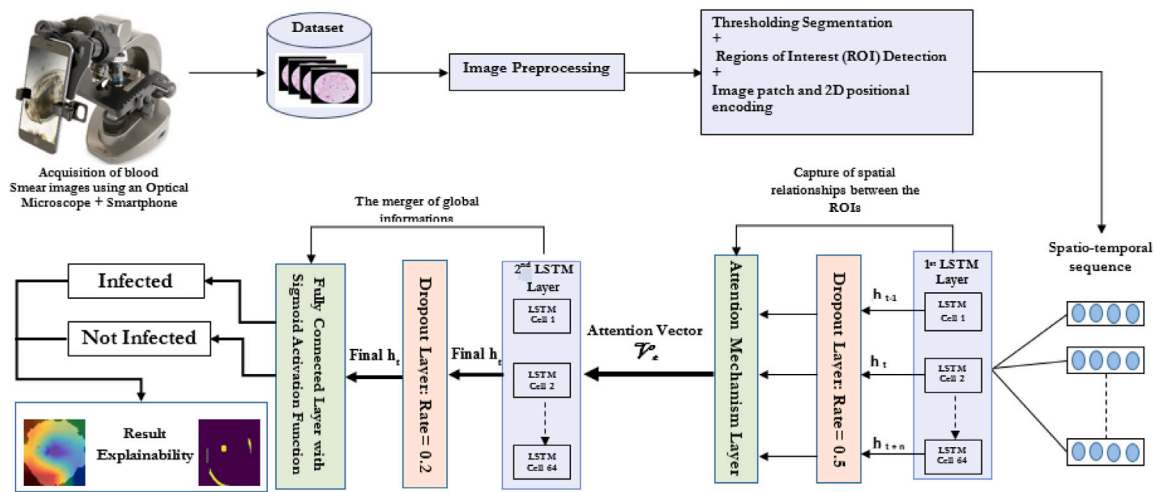 Dataset
Image Preprocessing
Thresholding Segmentation
+
Regions of Interest (ROI) Detection
+
Image patch and 2D positional
encoding
Acquisition of blood
Smear images using an Optical
Microscope + Smartphone
Spatio-temporal
sequence
Capture of spatial
relationships between the
ROIs
1st LSTM
Layer
LSTM
Cell 1
LSTM
Cell 2
LSTM
Cell 64
h t-1
h t
h t + n
Dropout Layer: Rate = 0.5
Attention Mechanism Layer
Attention Vector
The merger of global
informations
2nd LSTM
Layer
LSTM
Cell 1
LSTM
Cell 2
LSTM
Cell 64
Final ht
Dropout Layer: Rate = 0.2
Final ht
Fully Connected Layer with
Sigmoid Activation Function
Infected
Not Infected
Result
Explainability